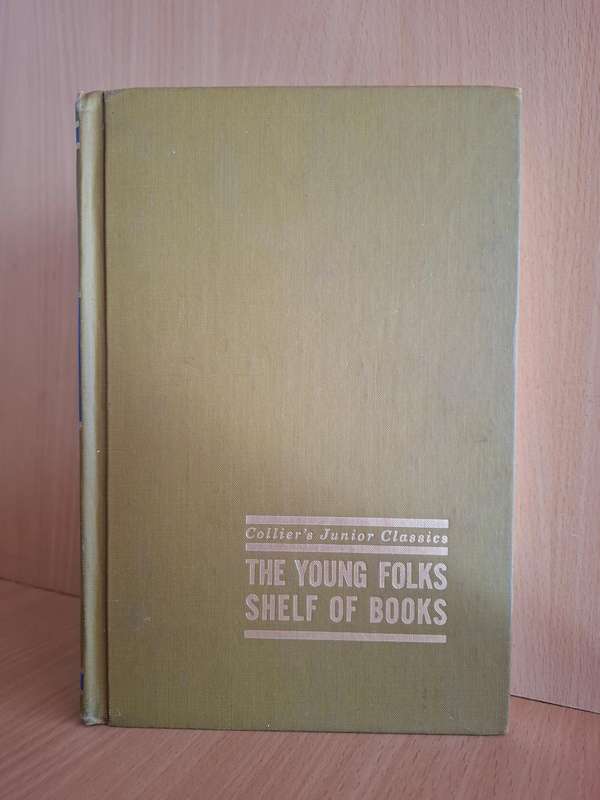 Collier's Junior Classics
THE YOUNG FOLKS
SHELF OF BOOKS